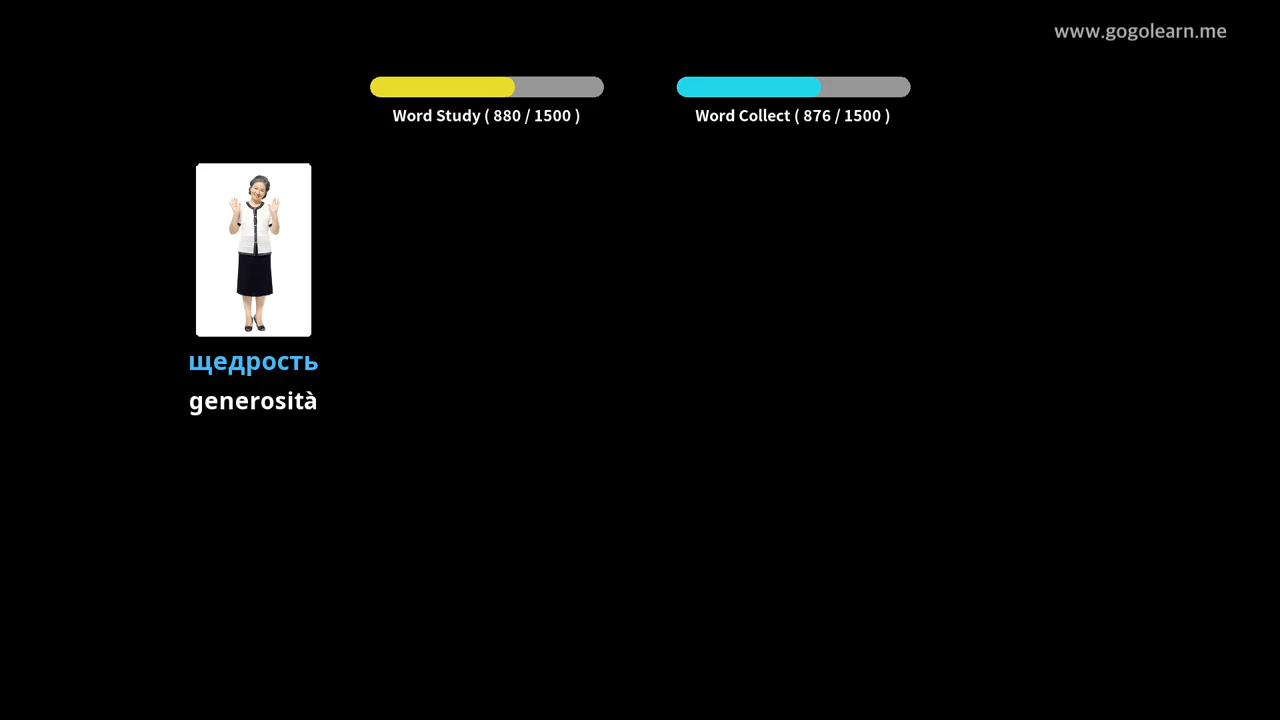 www.gogolearn.me
Word Study ( 880 / 1500 )
Word Collect ( 876 / 1500 )
щедрость
generosità